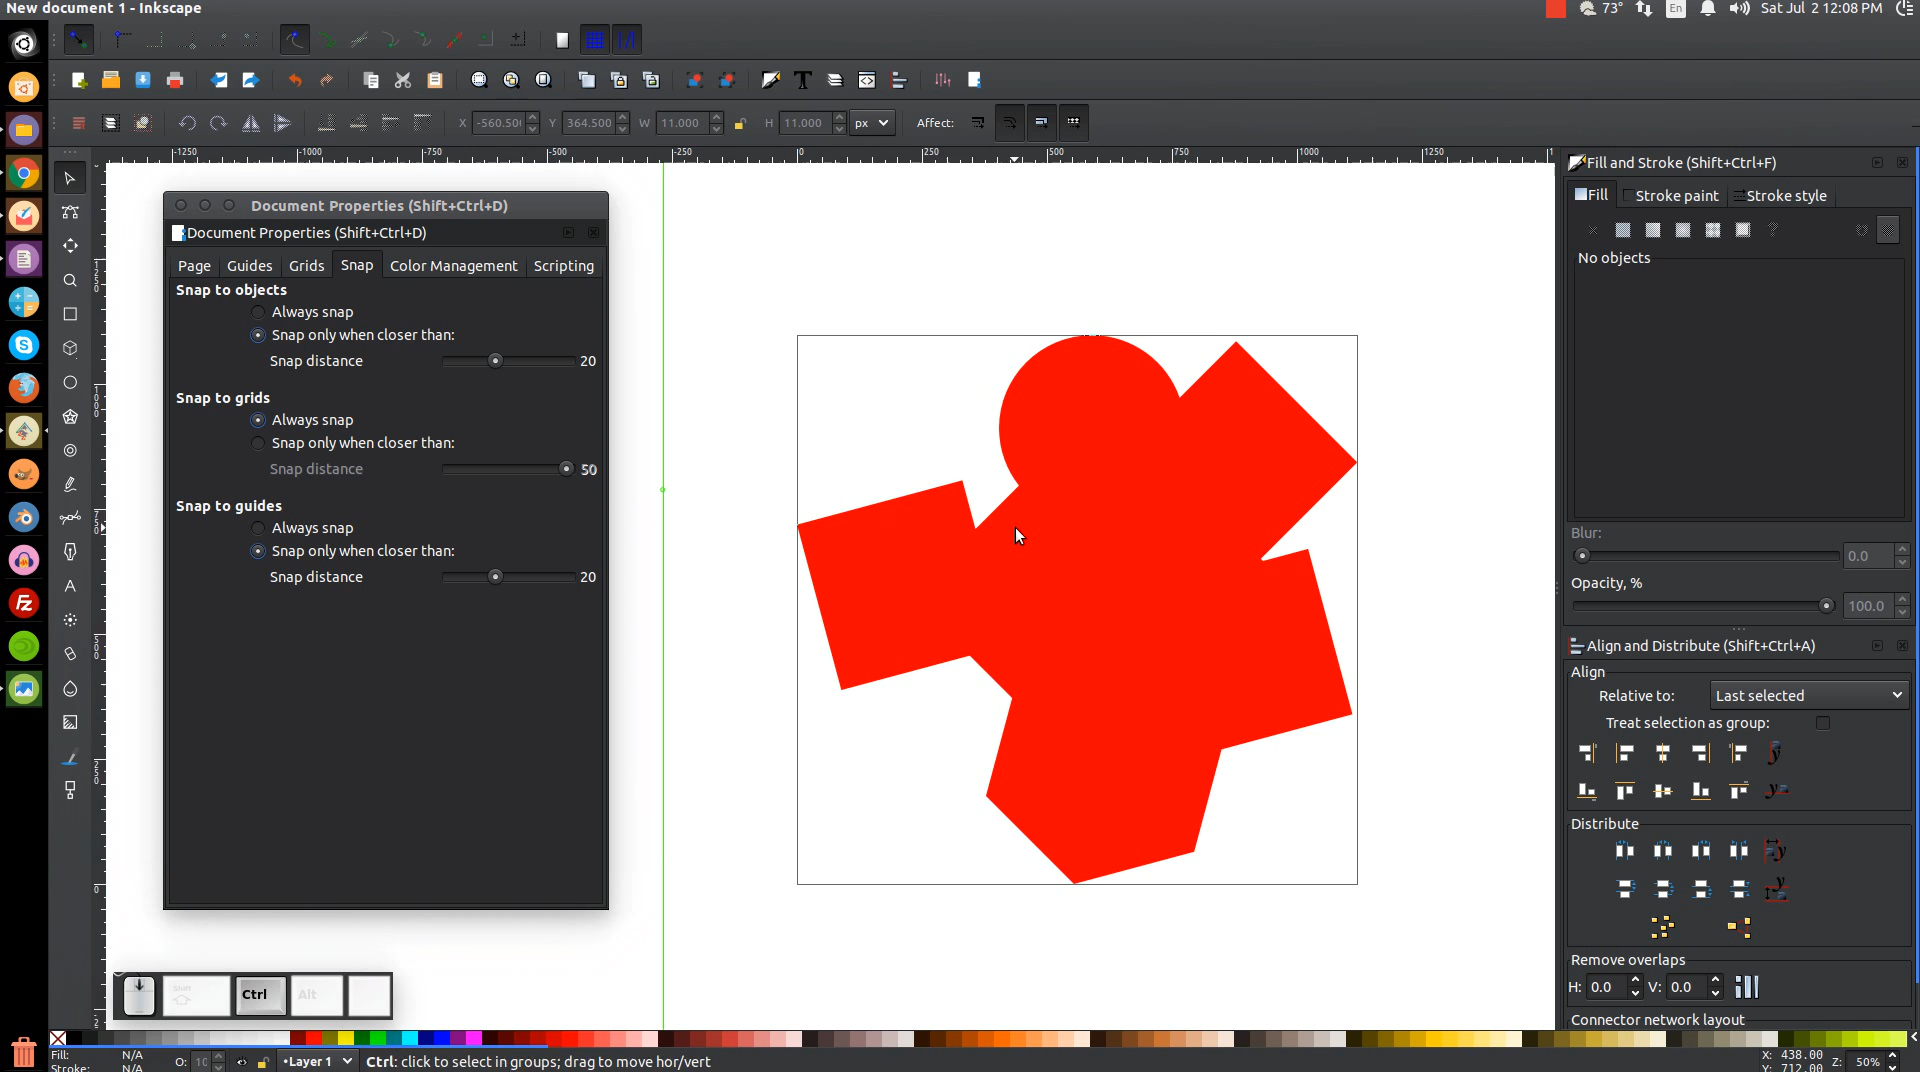 New document 1 - Inkscape
73° En Sat Jul 2 12:08 PM
X -560.50 Y 364.500 W 11.000 H 11.000 px Affect:
-1250 -1000 -750 -500 -250 0 250 500 750 1000 1250
Document Properties (Shift+Ctrl+D)
Document Properties (Shift+Ctrl+D)
Page Guides Grids Snap Color Management Scripting
Snap to objects
Always snap
Snap only when closer than:
Snap distance 20
Snap to grids
Always snap
Snap only when closer than:
Snap distance 50
Snap to guides
Always snap
Snap only when closer than:
Snap distance 20
Shift Ctrl Alt
Fill and Stroke (Shift+Ctrl+F)
Fill Stroke paint Stroke style
No objects
Blur:
0.0
Opacity, %
100.0
Align and Distribute (Shift+Ctrl+A)
Align
Relative to: Last selected
Treat selection as group:
Distribute
Remove overlaps
H: 0.0 V: 0.0
Connector network layout
Fill: N/A
Stroke: N/A
O: 10
•Layer 1
Ctrl: click to select in groups; drag to move hor/vert
X: 438.00
Y: 712.00
Z: 50%